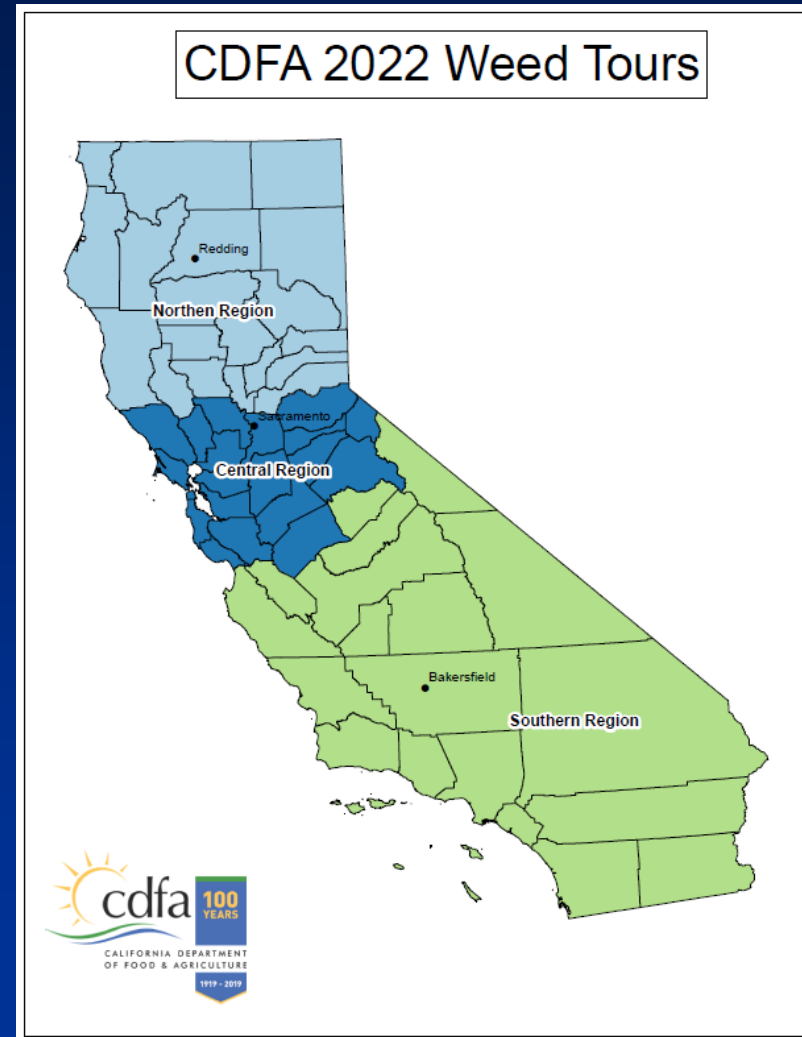 CDFA 2022 Weed Tours
Redding
Northen Region
Sacramento
Central Region
Bakersfield
Southern Region
cdfa
100
YEARS
CALIFORNIA DEPARTMENT
OF FOOD & AGRICULTURE
1919 - 2019